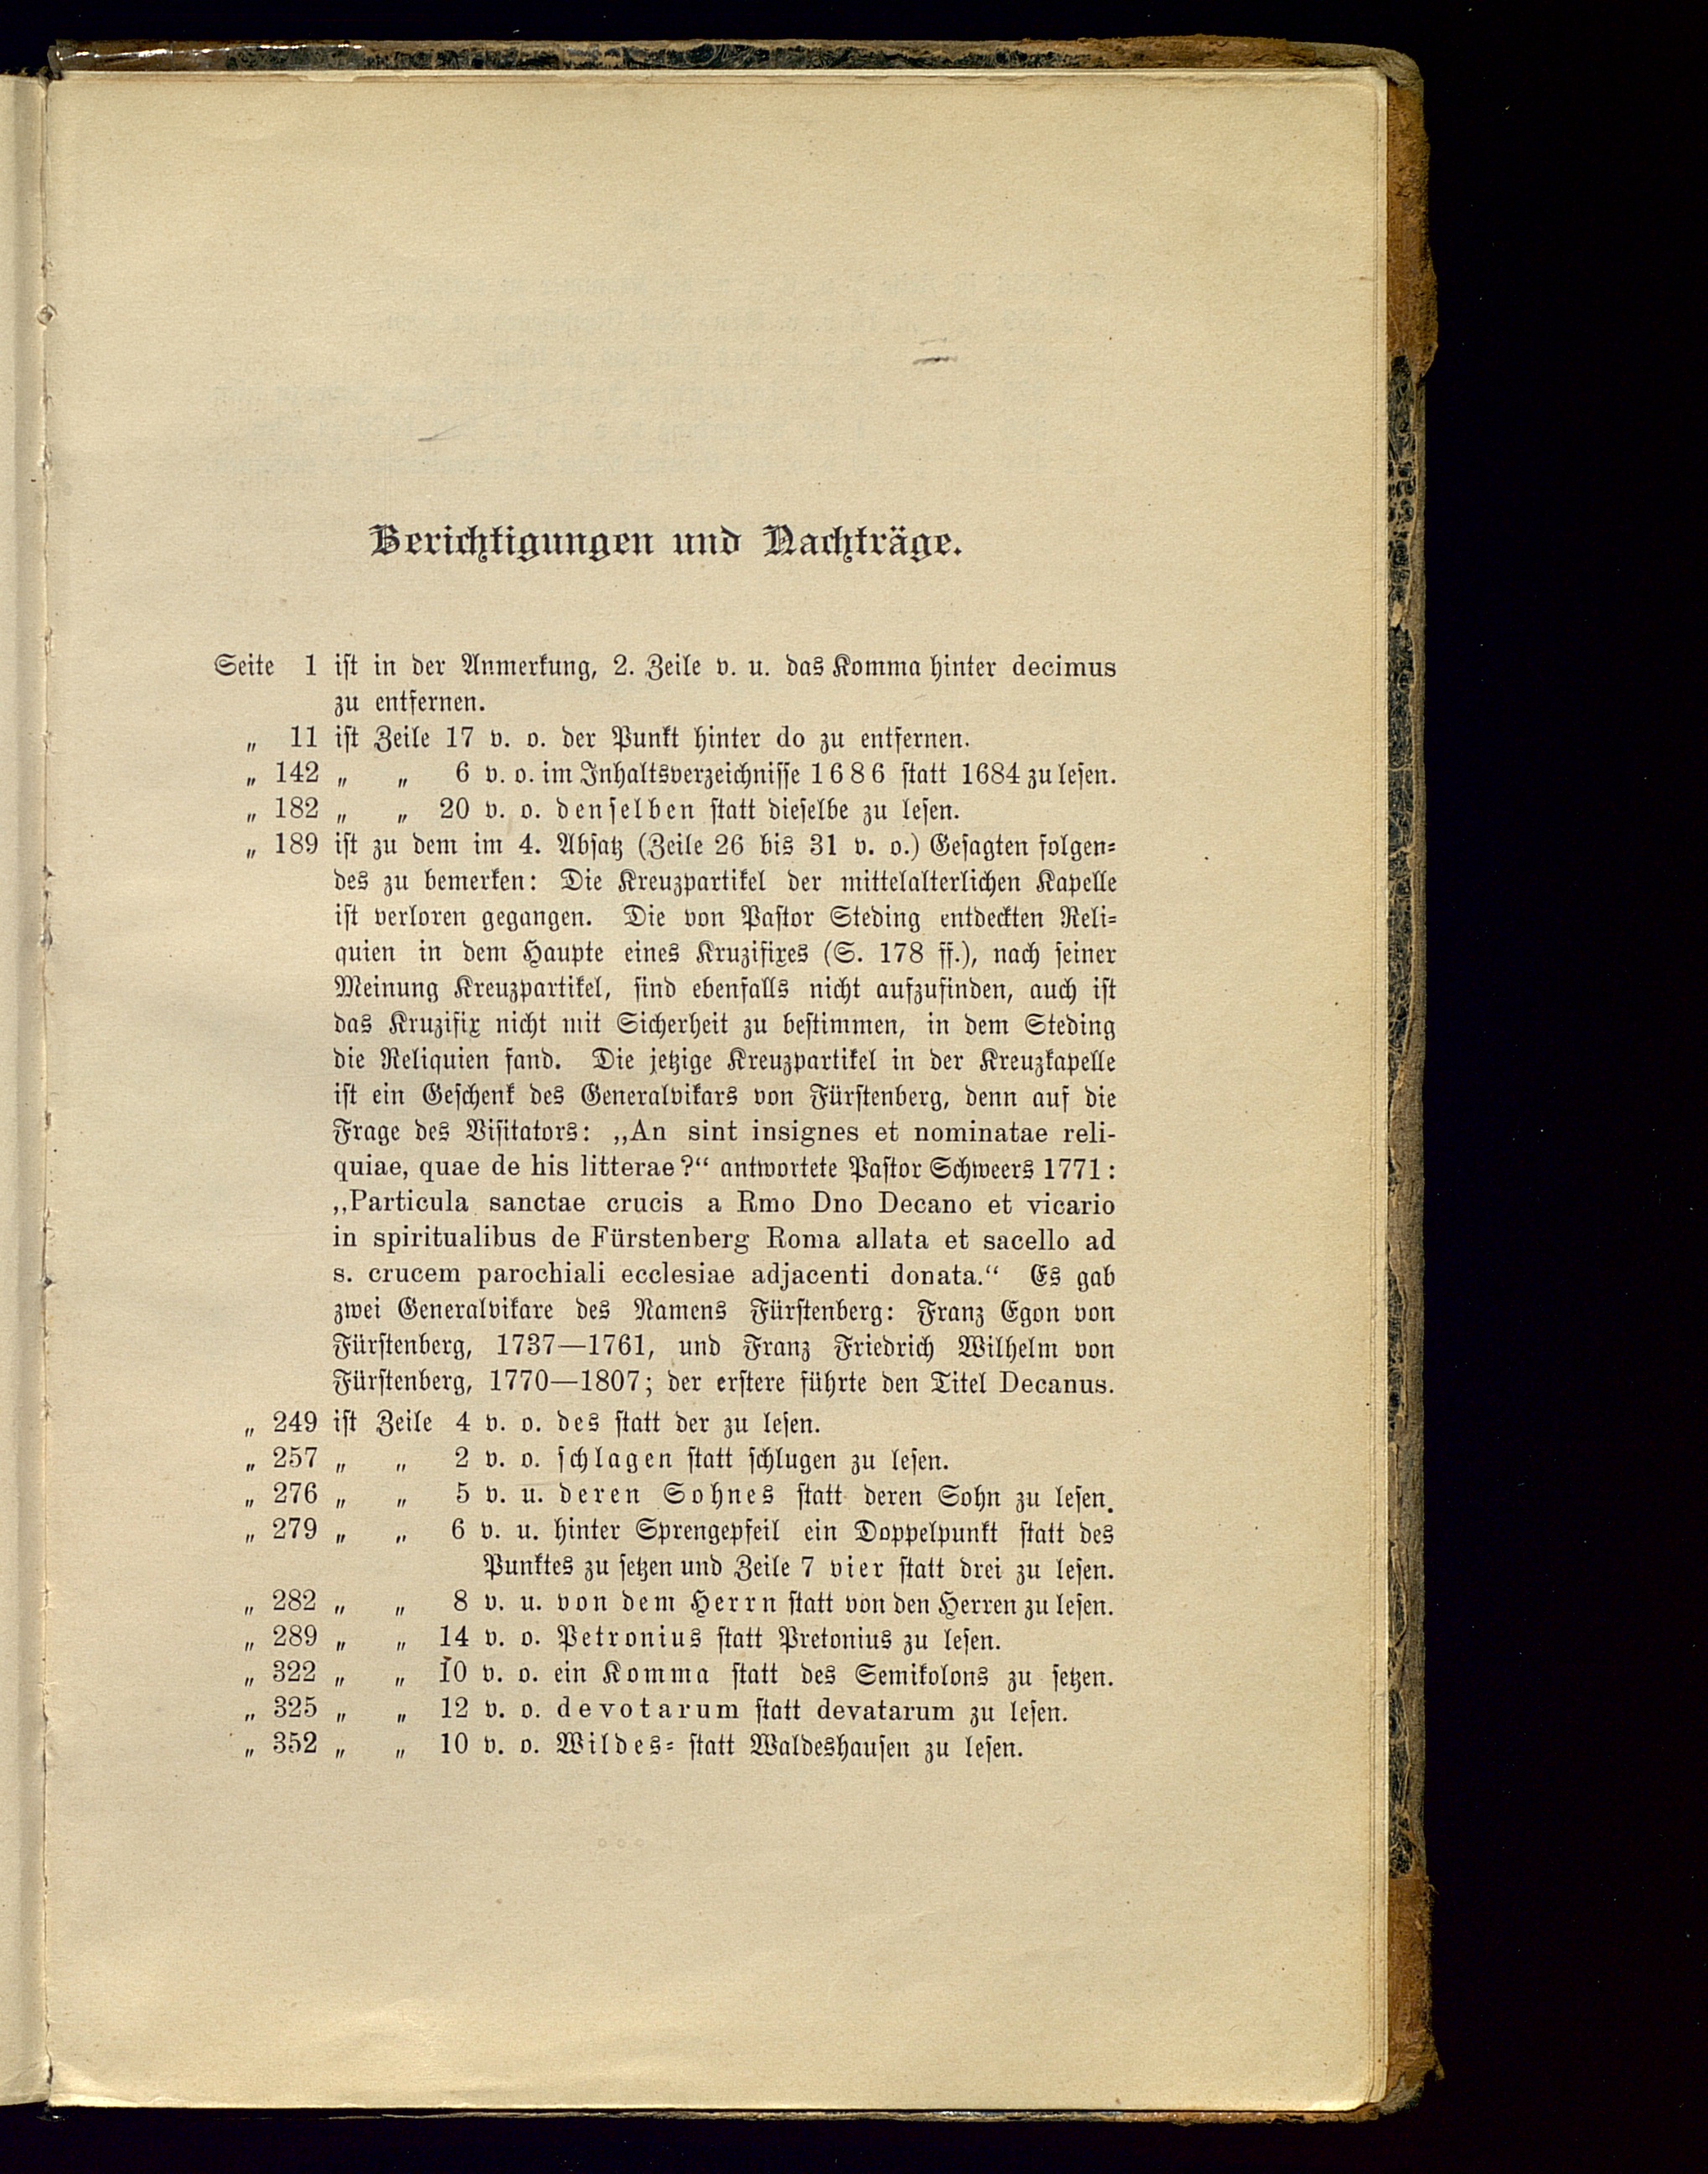 Berichtigungen und Nachträge.
Seite 1 ist in der Anmerkung, 2. Zeile v. u. das Komma hinter decimus
zu entfernen.
„ 11 ist Zeile 17 v. o. der Punkt hinter do zu entfernen.
„ 142 „ „ 6 v. o. im Inhaltsverzeichnisse 1686 statt 1684 zu lesen.
„ 182 „ „ 20 v. o. denselben statt dieselbe zu lesen.
„ 189 ist zu dem im 4. Absatz (Zeile 26 bis 31 v. o.) Gesagten folgen-
des zu bemerken: Die Kreuzpartikel der mittelalterlichen Kapelle
ist verloren gegangen. Die von Pastor Steding entdeckten Reli-
quien in dem Haupte eines Kruzifixes (S. 178 ff.), nach seiner
Meinung Kreuzpartikel, sind ebenfalls nicht aufzufinden, auch ist
das Kruzifix nicht mit Sicherheit zu bestimmen, in dem Steding
die Reliquien fand. Die jetzige Kreuzpartikel in der Kreuzkapelle
ist ein Geschenk des Generalvikars von Fürstenberg, denn auf die
Frage des Visitators: „An sint insignes et nominatae reli-
quiae, quae de his litterae?“ antwortete Pastor Schweers 1771:
„Particula sanctae crucis a Rmo Dno Decano et vicario
in spiritualibus de Fürstenberg Roma allata et sacello ad
s. crucem parochiali ecclesiae adjacenti donata.“ Es gab
zwei Generalvikare des Namens Fürstenberg: Franz Egon von
Fürstenberg, 1737—1761, und Franz Friedrich Wilhelm von
Fürstenberg, 1770—1807; der erstere führte den Titel Decanus.
„ 249 ist Zeile 4 v. o. des statt der zu lesen.
„ 257 „ „ 2 v. o. schlagen statt schlugen zu lesen.
„ 276 „ „ 5 v. u. deren Sohnes statt deren Sohn zu lesen.
„ 279 „ „ 6 v. u. hinter Sprengepfeil ein Doppelpunkt statt des
Punktes zu setzen und Zeile 7 vier statt drei zu lesen.
„ 282 „ „ 8 v. u. von dem Herrn statt von den Herren zu lesen.
„ 289 „ „ 14 v. o. Petronius statt Pretonius zu lesen.
„ 322 „ „ 10 v. o. ein Komma statt des Semikolons zu setzen.
„ 325 „ „ 12 v. o. devotarum statt devatarum zu lesen.
„ 352 „ „ 10 v. o. Wildes- statt Waldeshausen zu lesen.